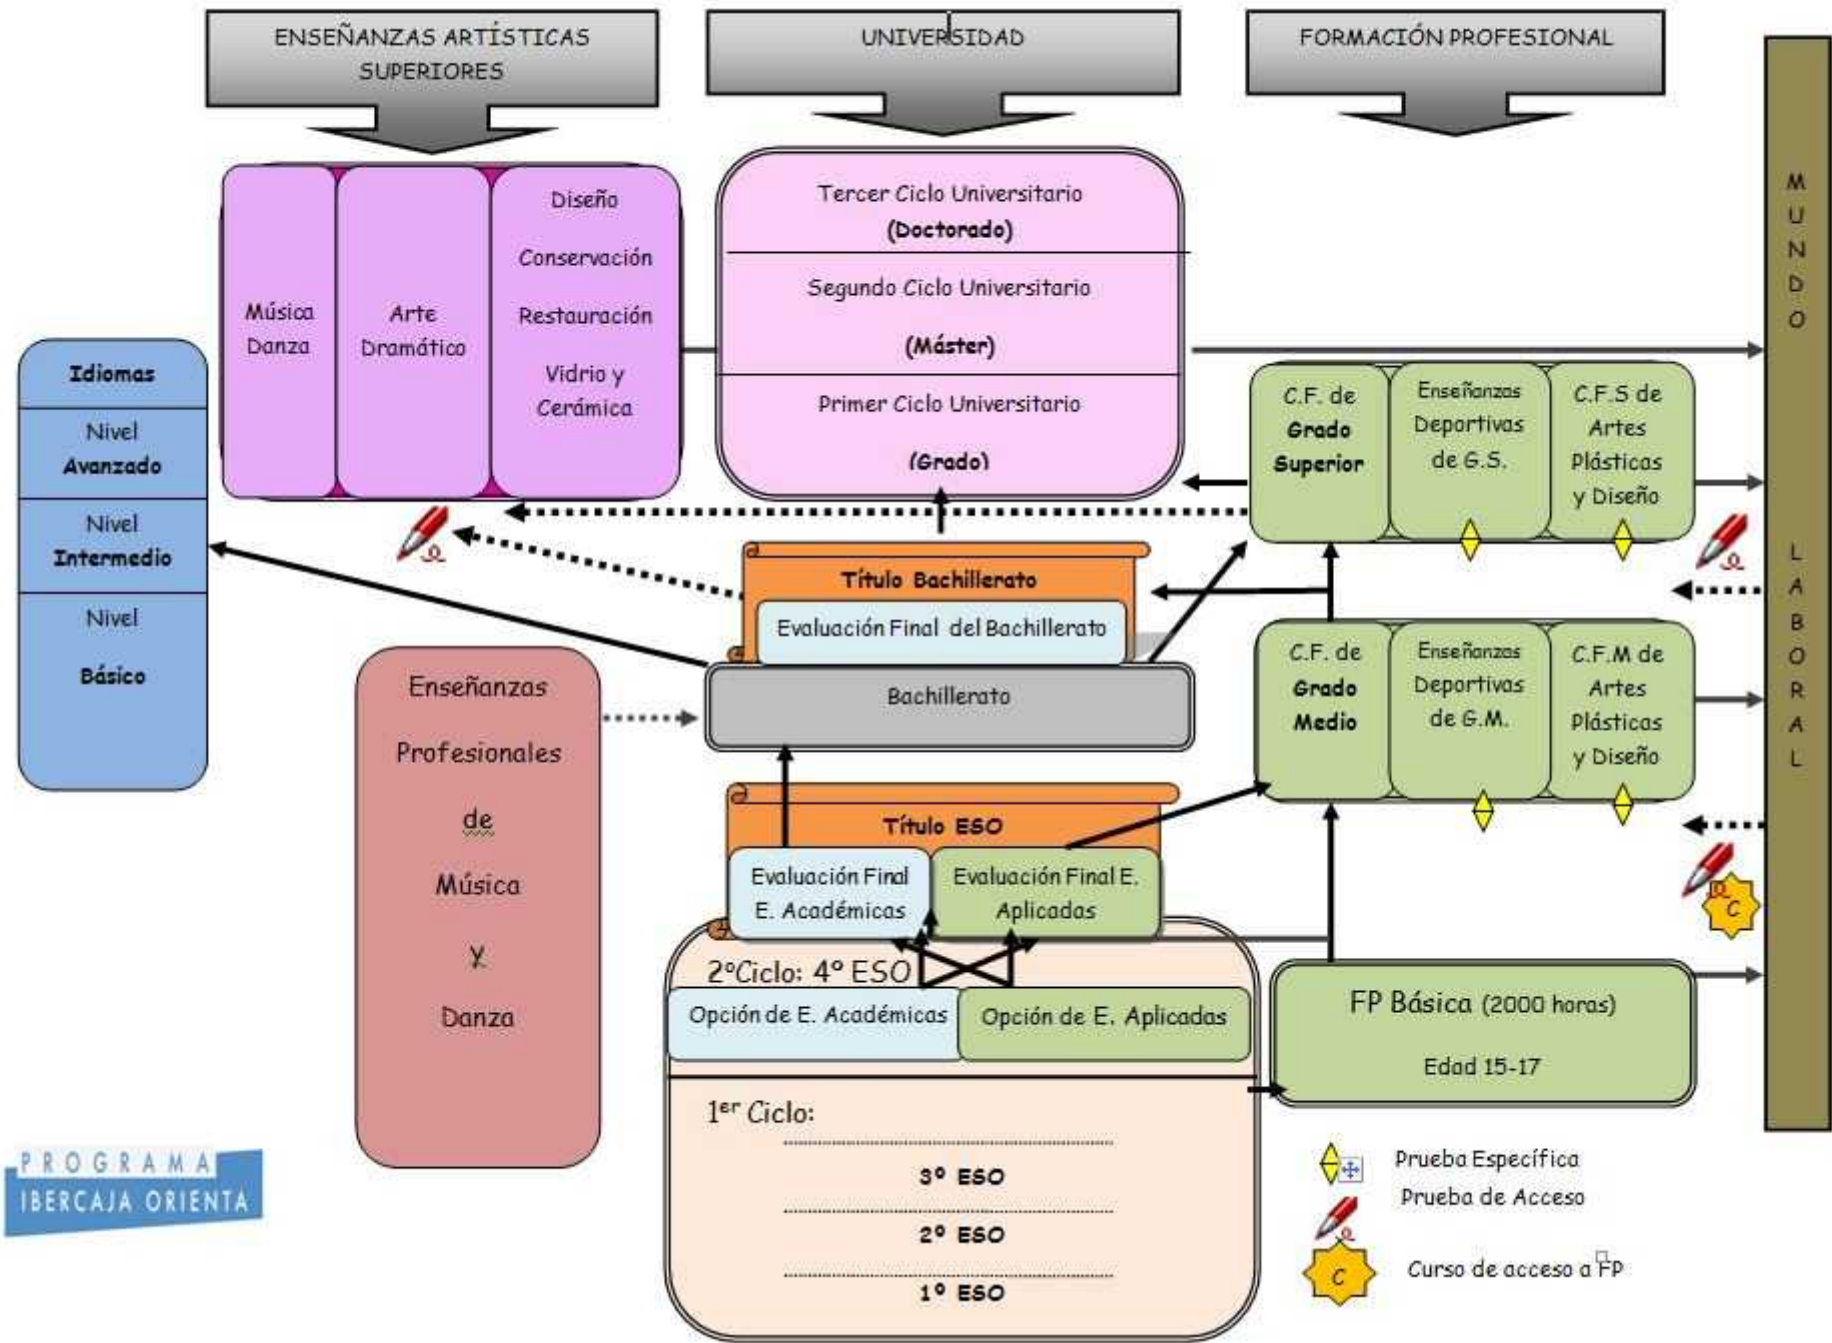 ENSEÑANZAS ARTÍSTICAS
SUPERIORES
UNIVERSIDAD
FORMACIÓN PROFESIONAL
Música
Danza
Arte
Dramático
Diseño
Conservación
Restauración
Vidrio y
Cerámica
Tercer Ciclo Universitario
(Doctorado)
Segundo Ciclo Universitario
(Máster)
Primer Ciclo Universitario
(Grado)
MUNDO LABORAL
Idiomas
Nivel
Avanzado
Nivel
Intermedio
Nivel
Básico
C.F. de
Grado
Superior
Enseñanzas
Deportivas
de G.S.
C.F.S de
Artes
Plásticas
y Diseño
Título Bachillerato
Evaluación Final del Bachillerato
Bachillerato
C.F. de
Grado
Medio
Enseñanzas
Deportivas
de G.M.
C.F.M de
Artes
Plásticas
y Diseño
Enseñanzas
Profesionales
de
Música
y
Danza
Título ESO
Evaluación Final
E. Académicas
Evaluación Final E.
Aplicadas
C
2ºCiclo: 4º ESO
Opción de E. Académicas
Opción de E. Aplicadas
FP Básica (2000 horas)
Edad 15-17
1er Ciclo:
3º ESO
2º ESO
1º ESO
PROGRAMA
IBERCAJA ORIENTA
Prueba Específica
Prueba de Acceso
C
Curso de acceso a FP